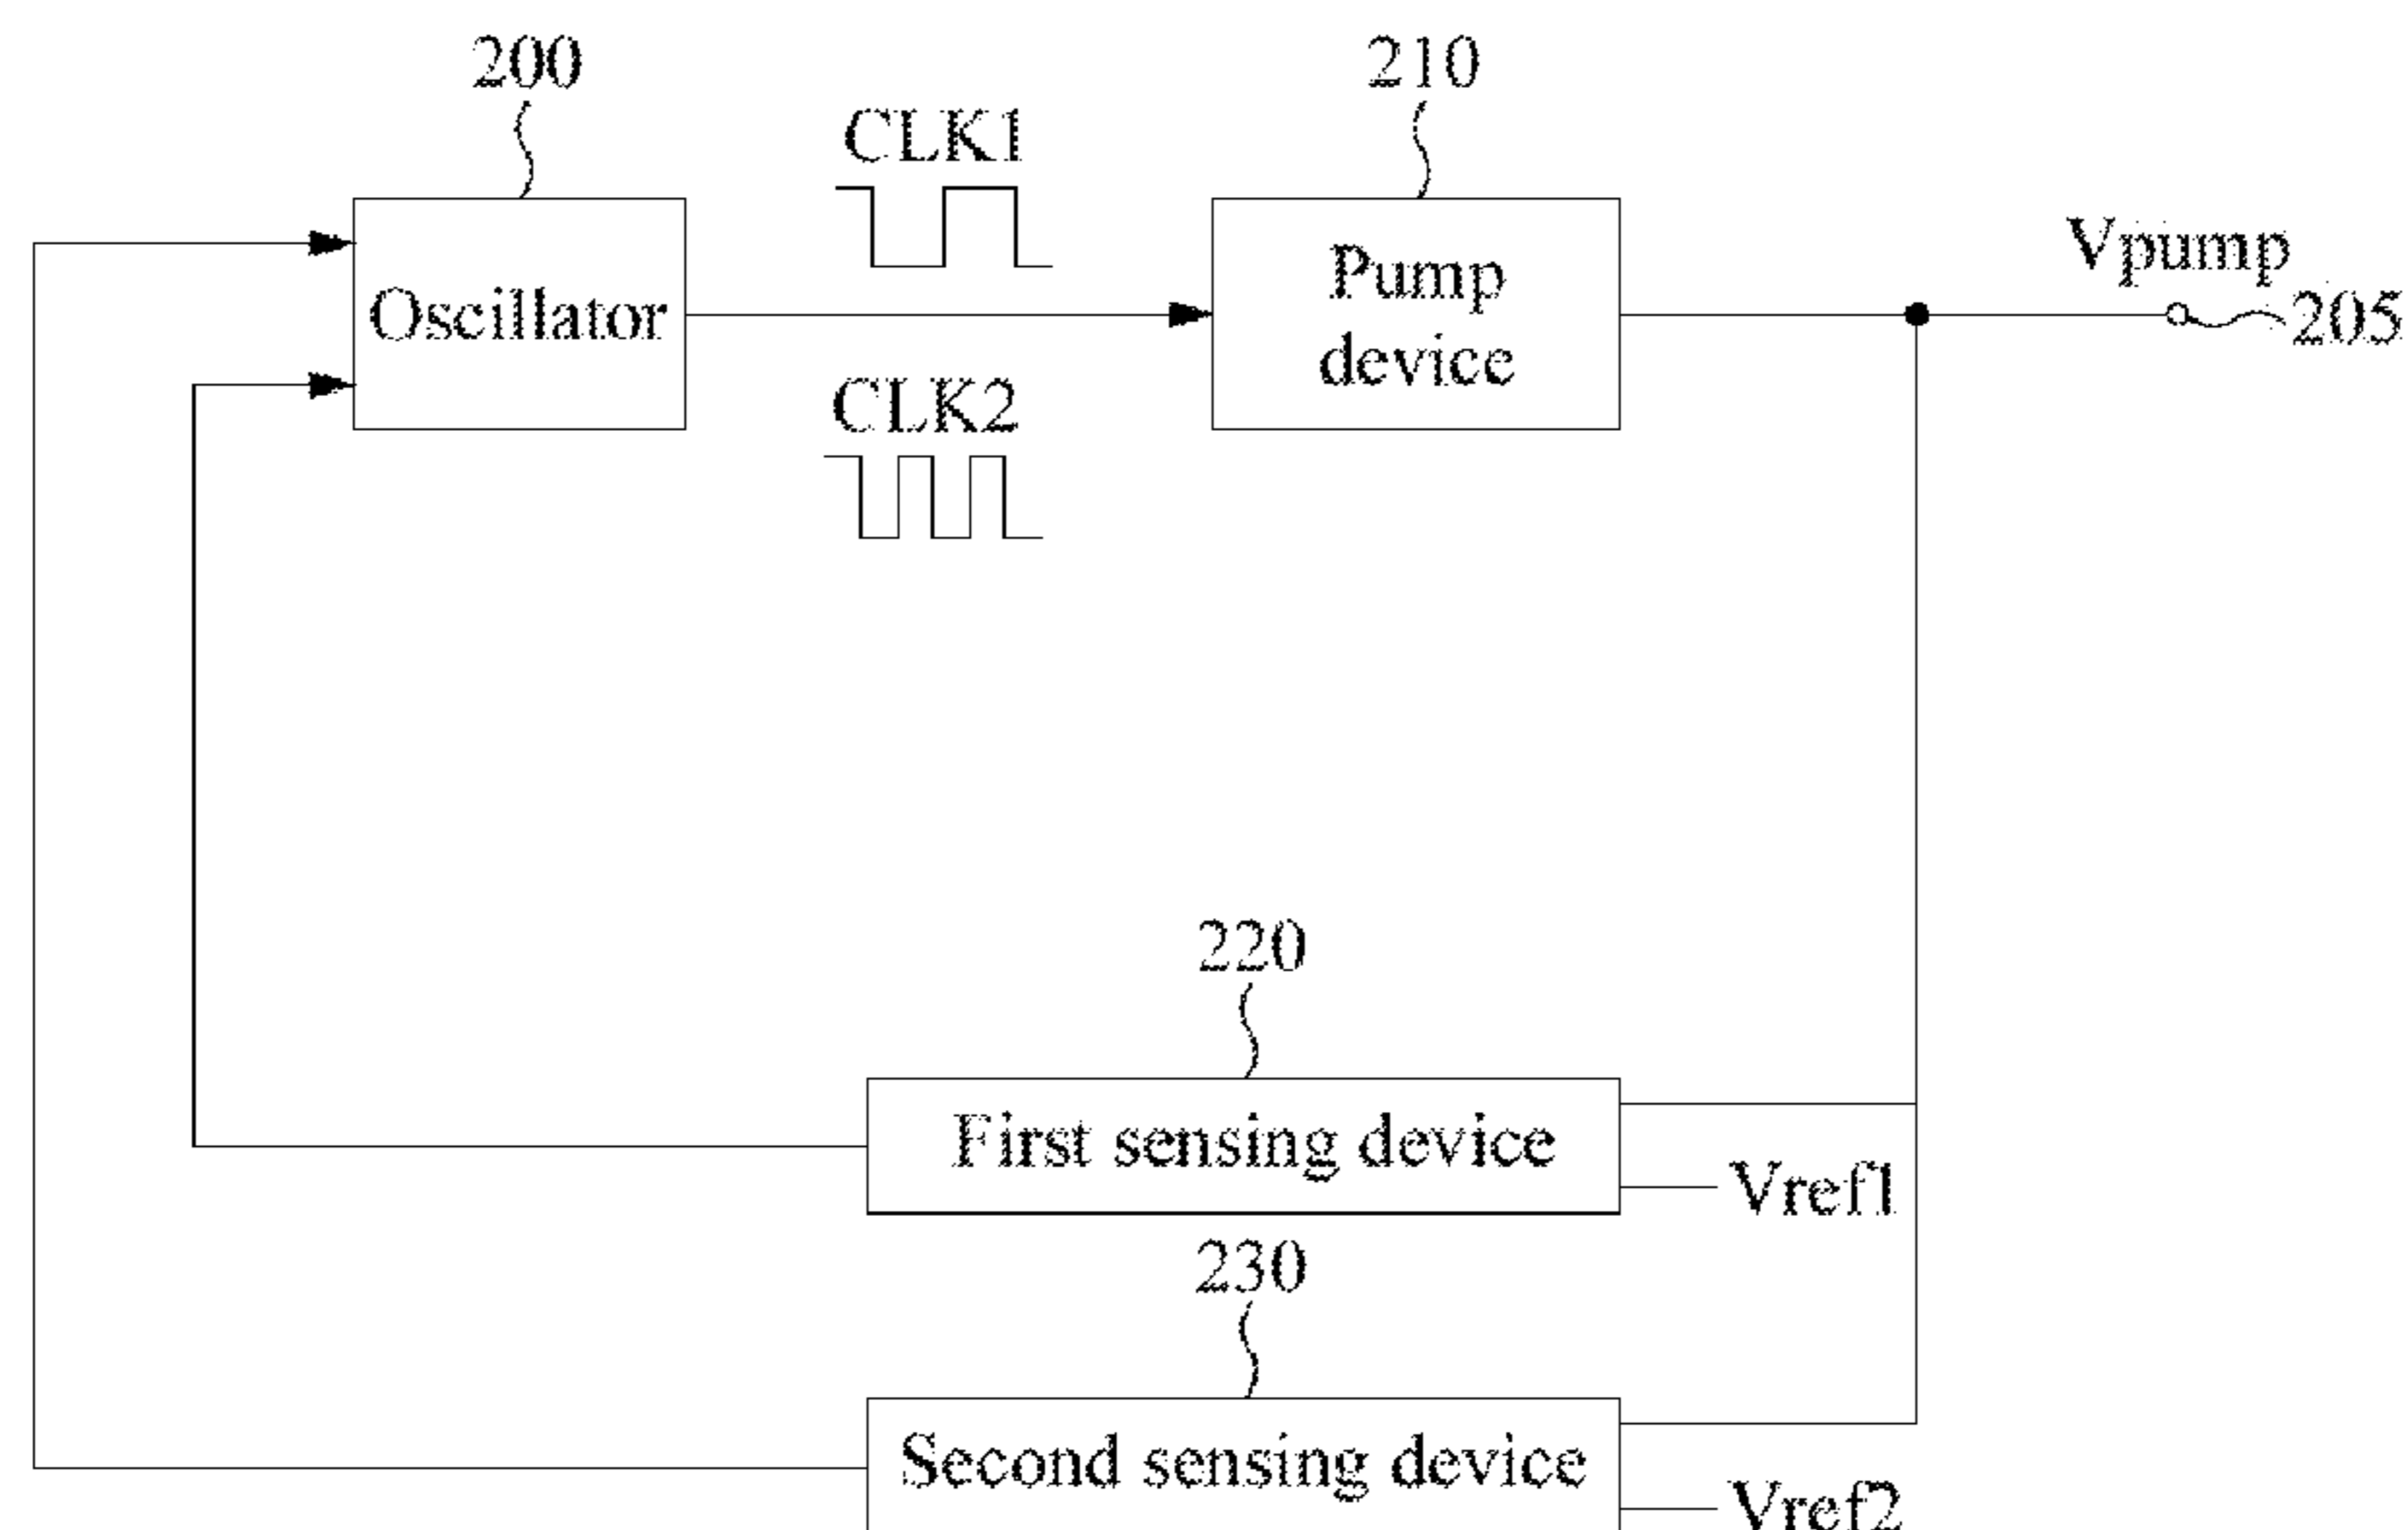 200
210
CLK1
Vpump
205
Oscillator
Pump
device
CLK2
220
First sensing device
Vref1
230
Second sensing device
Vref2